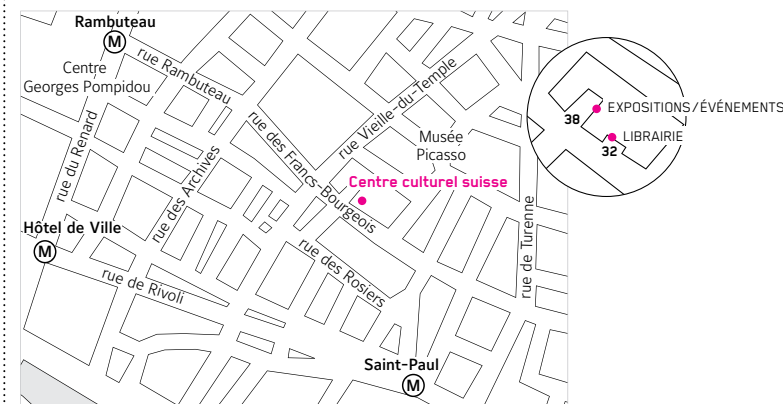 Rambuteau
M
Centre
Georges Pompidou
rue Rambuteau
rue Vieille-du-Temple
EXPOSITIONS/ÉVÉNEMENTS
38
LIBRAIRIE
32
rue du Renard
rue des Archives
rue des Francs-Bourgeois
Musée
Picasso
Centre culturel suisse
Hôtel de Ville
M
rue de Turenne
rue des Rosiers
rue de Rivoli
Saint-Paul
M